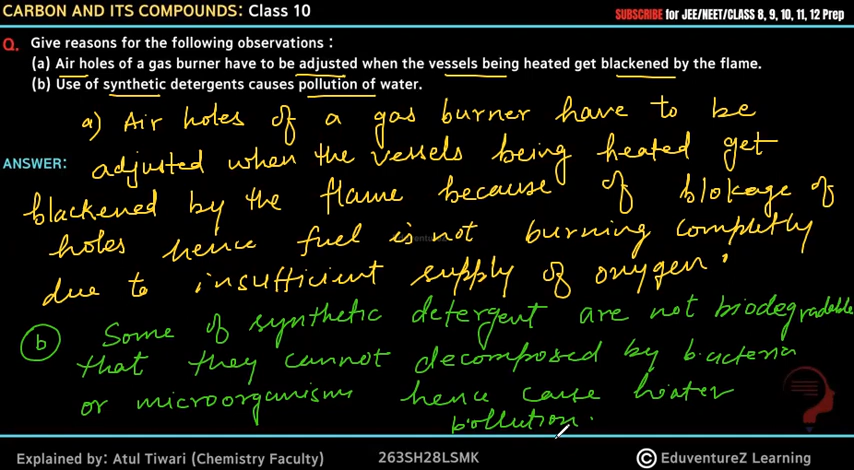 CARBON AND ITS COMPOUNDS: Class 10
SUBSCRIBE for JEE/NEET/CLASS 8, 9, 10, 11, 12 Prep
Q. Give reasons for the following observations :
(a) Air holes of a gas burner have to be adjusted when the vessels being heated get blackened by the flame.
(b) Use of synthetic detergents causes pollution of water.
a) Air holes of a gas burner have to be
ANSWER: adjusted when the vessels being heated get
blackened by the flame because of blokage of
holes hence fuel is not burning completly
due to insufficient supply of oxygen.
b Some of synthetic detergent are not biodegradable
that they cannot decomposed by bacteria
or microorganisms hence cause water
pollution.
Explained by: Atul Tiwari (Chemistry Faculty) 263SH28LSMK © EduventureZ Learning